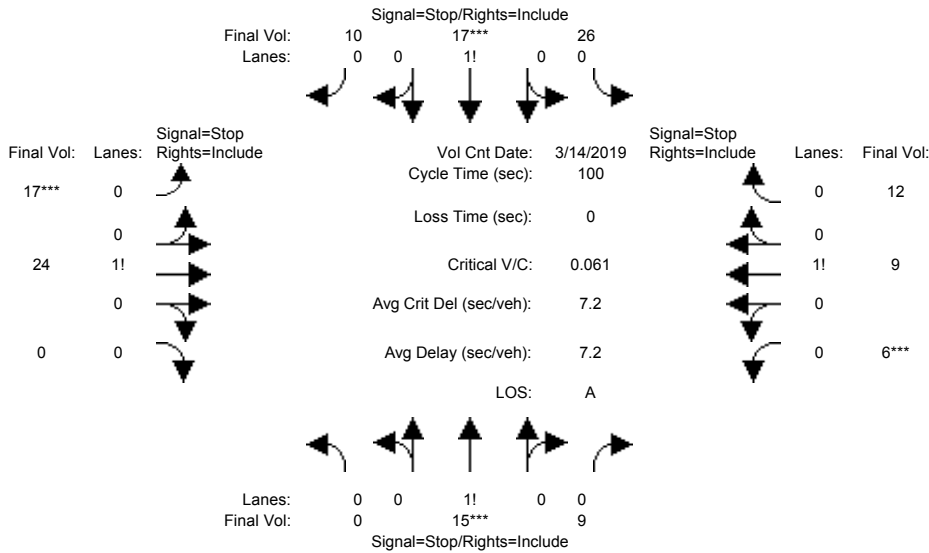 Signal=Stop/Rights=Include
Final Vol: 10 17*** 26
Lanes: 0 0 1! 0 0
Signal=Stop Signal=Stop
Final Vol: Lanes: Rights=Include Vol Cnt Date: 3/14/2019 Rights=Include Lanes: Final Vol:
Cycle Time (sec): 100
17*** 0 0 12
Loss Time (sec): 0
0 0
24 1! Critical V/C: 0.061 1! 9
0 Avg Crit Del (sec/veh): 7.2 0
0 0 Avg Delay (sec/veh): 7.2 0 6***
LOS: A
Lanes: 0 0 1! 0 0
Final Vol: 0 15*** 9
Signal=Stop/Rights=Include